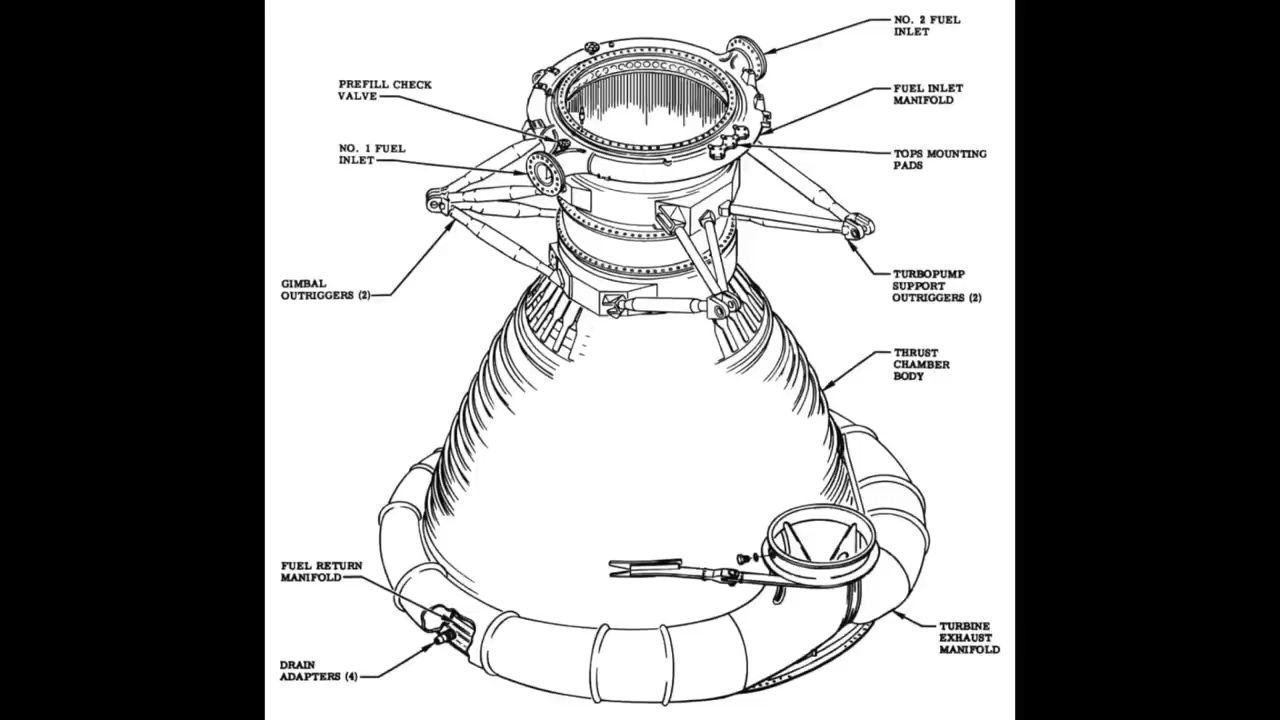 NO. 2 FUEL
INLET
PREFILL CHECK
VALVE
FUEL INLET
MANIFOLD
NO. 1 FUEL
INLET
TOPS MOUNTING
PADS
GIMBAL
OUTRIGGERS (2)
TURBOPUMP
SUPPORT
OUTRIGGERS (2)
THRUST
CHAMBER
BODY
FUEL RETURN
MANIFOLD
TURBINE
EXHAUST
MANIFOLD
DRAIN
ADAPTERS (4)